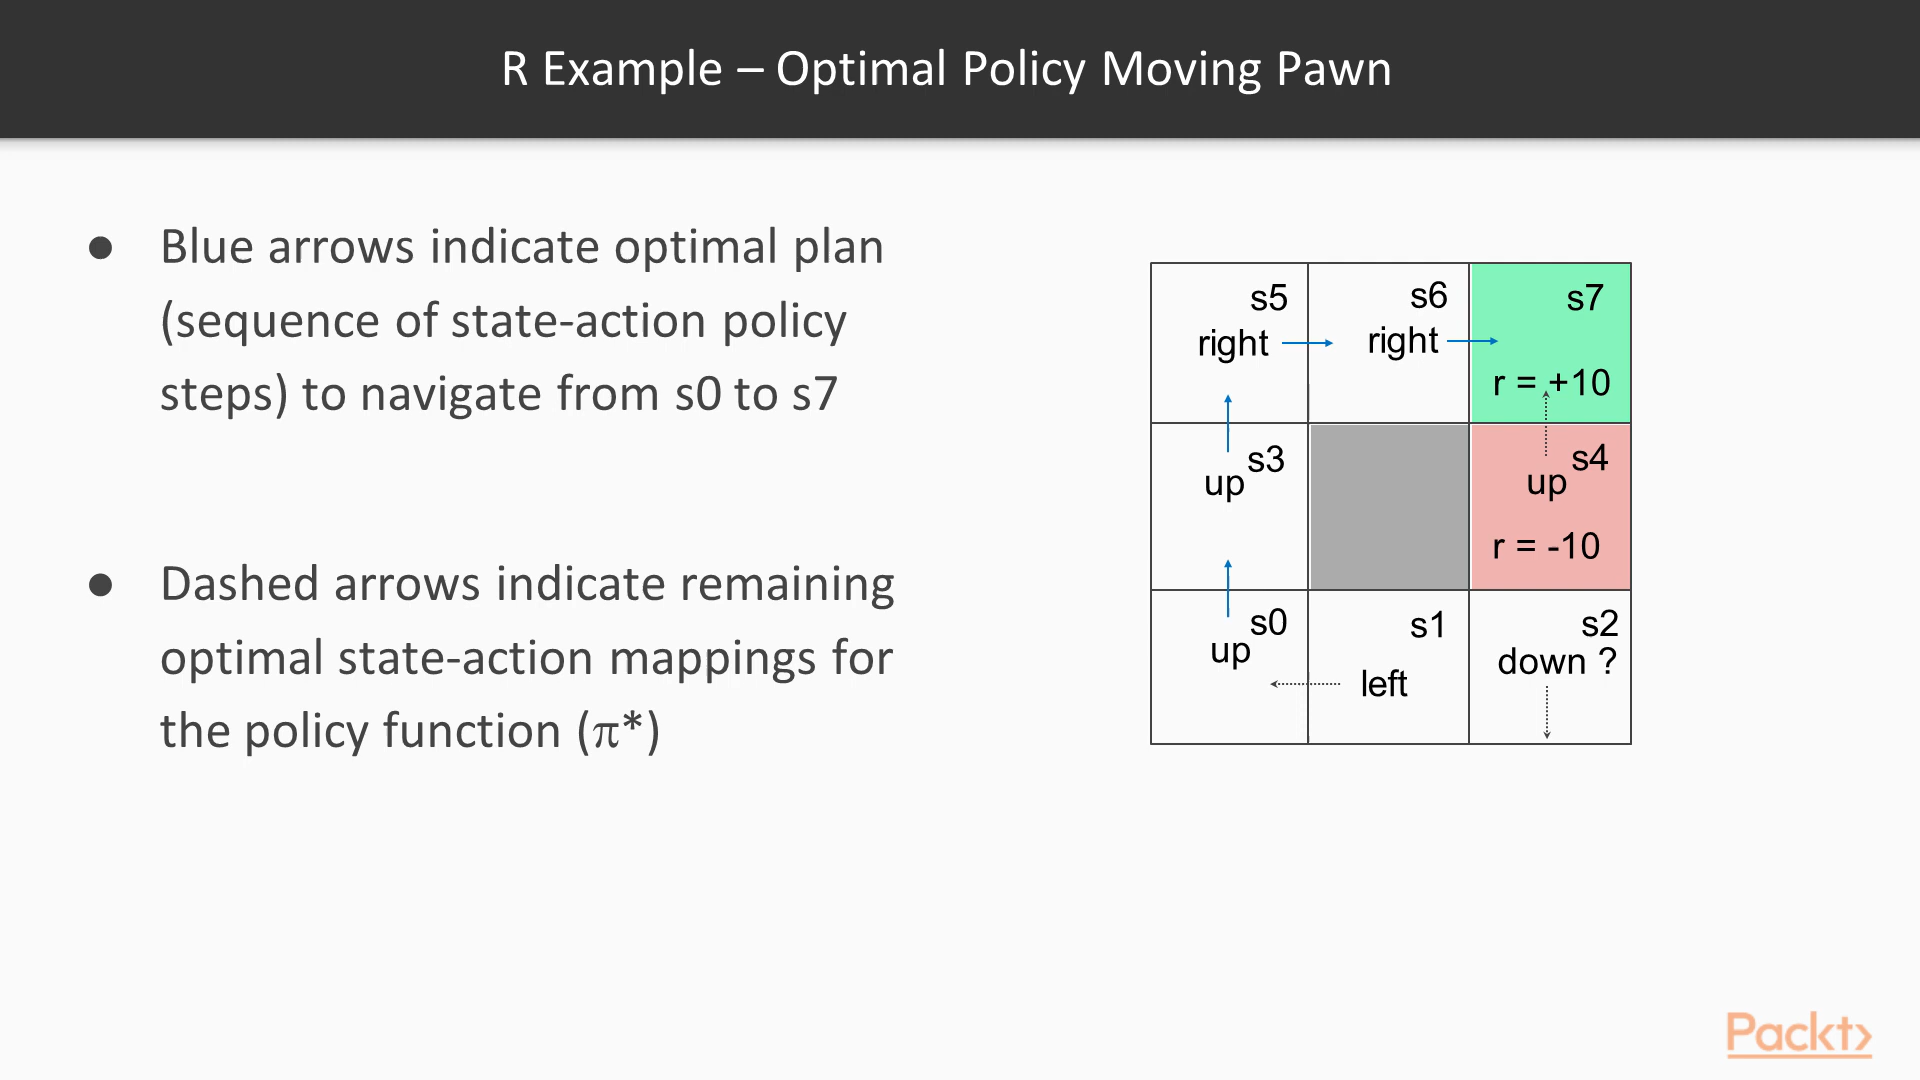 R Example – Optimal Policy Moving Pawn
● Blue arrows indicate optimal plan
(sequence of state-action policy
steps) to navigate from s0 to s7
● Dashed arrows indicate remaining
optimal state-action mappings for
the policy function (π*)
s5
right
s6
right
s7
r = +10
s3
up
s4
up
r = -10
s0
up
s1
left
s2
down ?
Packt>